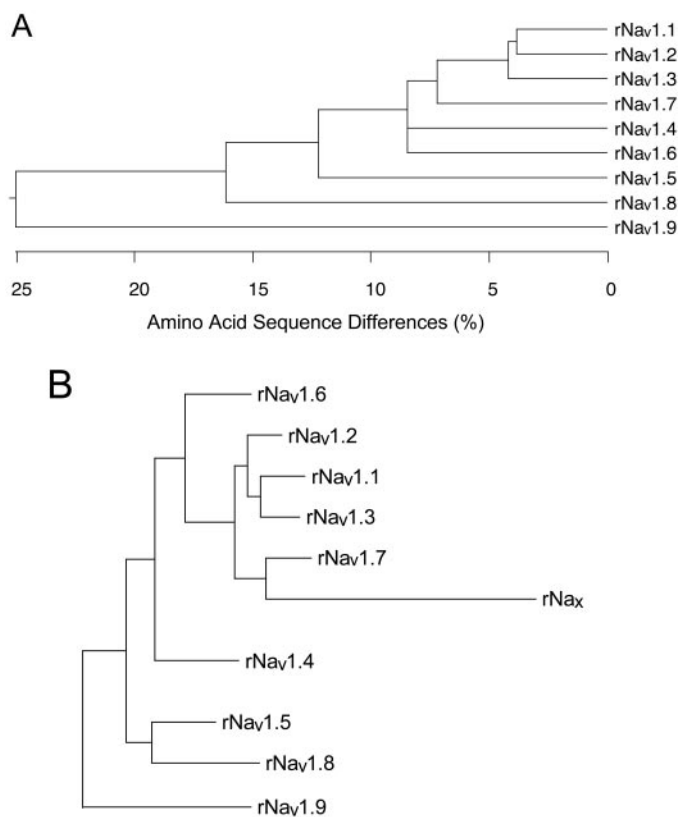 A
rNav1.1
rNav1.2
rNav1.3
rNav1.7
rNav1.4
rNav1.6
rNav1.5
rNav1.8
rNav1.9
25 20 15 10 5 0
Amino Acid Sequence Differences (%)
B
rNav1.6
rNav1.2
rNav1.1
rNav1.3
rNav1.7
rNax
rNav1.4
rNav1.5
rNav1.8
rNav1.9